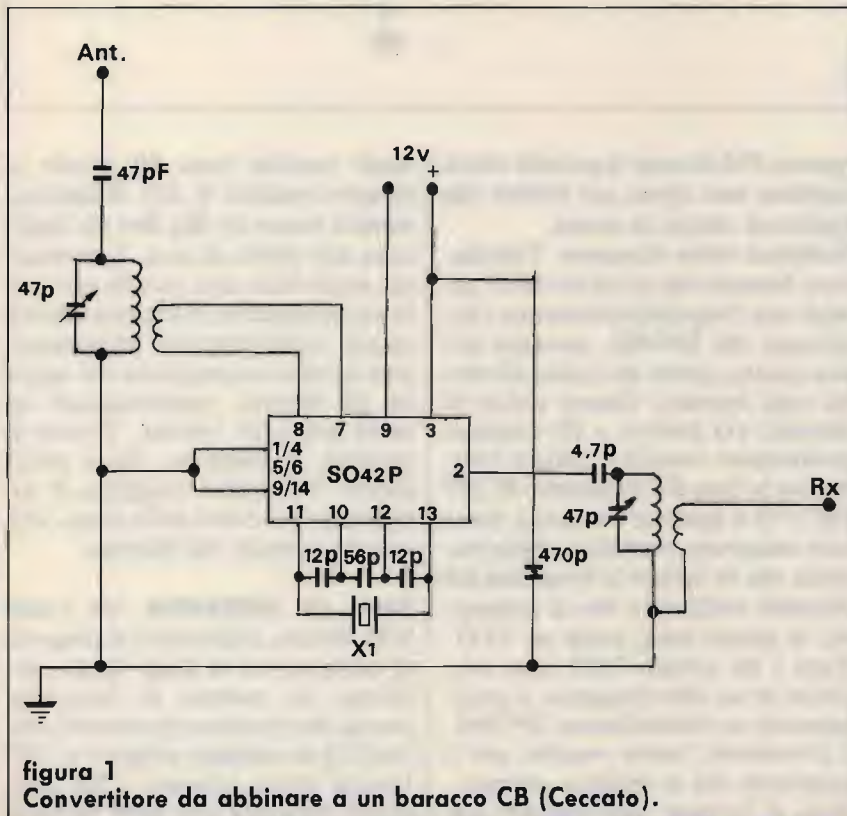 Ant.
47pF
12v
+
47p
8 7 9 3
1/4
5/6
9/14
SO42P
2
4,7p
47p
Rx
11 10 12 13
12p 56p 12p
470p
X1
figura 1
Convertitore da abbinare a un baracco CB (Ceccato).